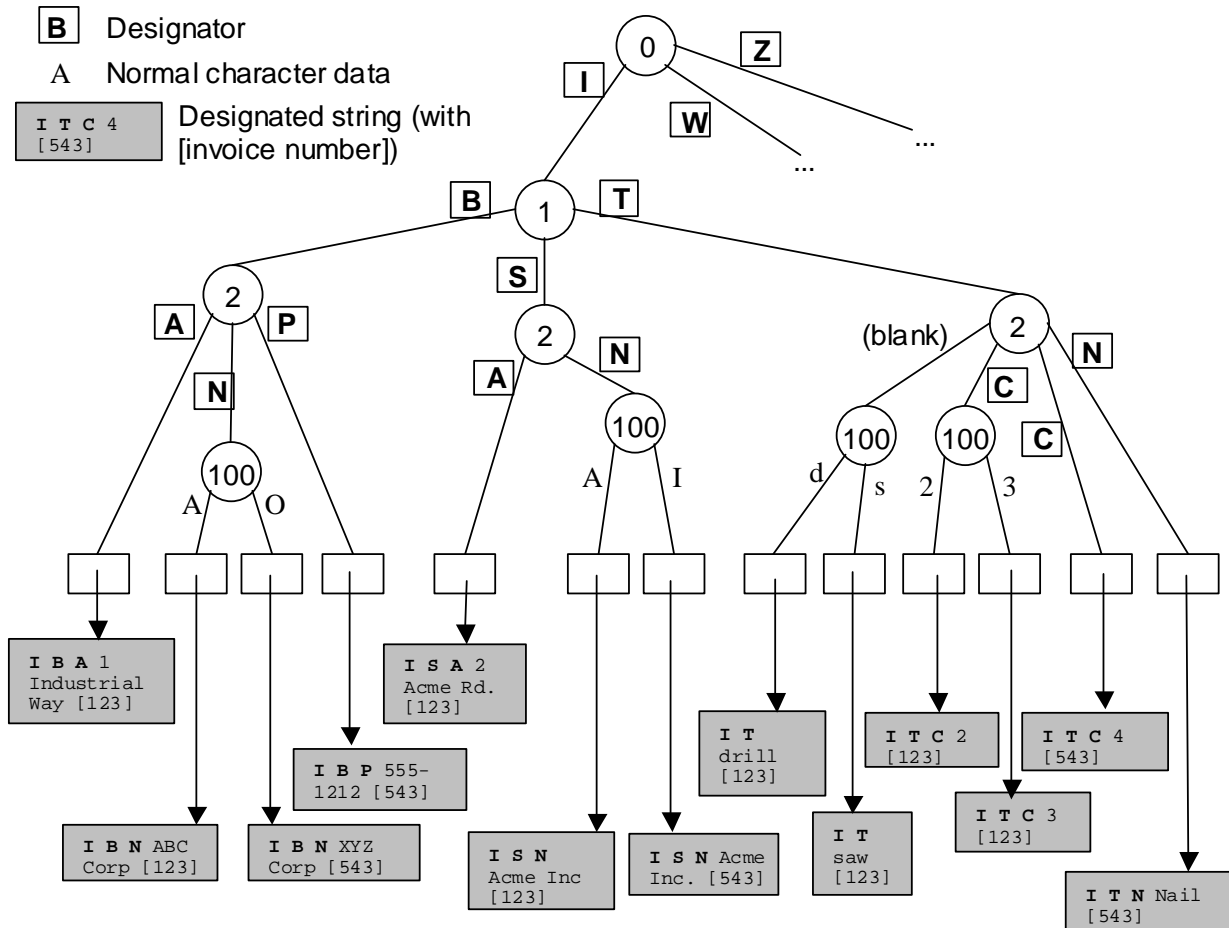 B Designator
A Normal character data
I T C 4
[543]
Designated string (with
[invoice number])
0
I
W
Z
...
...
B
1
T
S
2
A
P
N
2
A
N
(blank)
2
N
C
C
100
A
O
100
A
I
100
d
s
100
2
3
I B A 1
Industrial
Way [123]
I S A 2
Acme Rd.
[123]
I T
drill
[123]
I T C 2
[123]
I T C 4
[543]
I B P 555-
1212 [543]
I T C 3
[123]
I B N ABC
Corp [123]
I B N XYZ
Corp [543]
I S N
Acme Inc
[123]
I S N Acme
Inc. [543]
I T
saw
[123]
I T N Nail
[543]